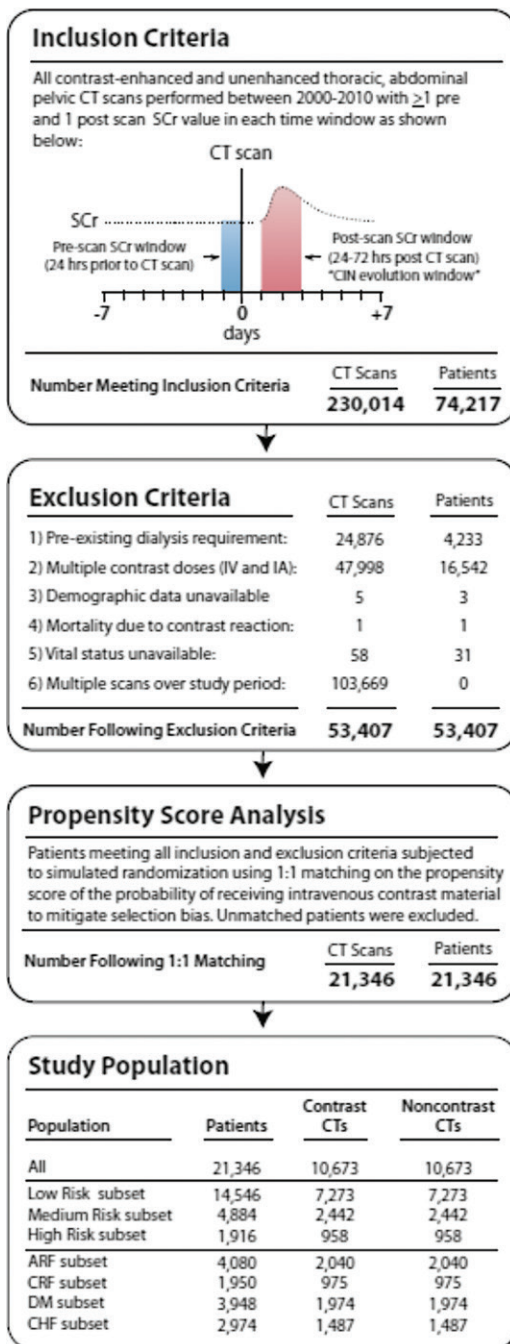 Inclusion Criteria
All contrast-enhanced and unenhanced thoracic, abdominal
pelvic CT scans performed between 2000-2010 with ≥1 pre
and 1 post scan SCr value in each time window as shown
below:
CT scan
SCr
Pre-scan SCr window
(24 hrs prior to CT scan)
Post-scan SCr window
(24-72 hrs post CT scan)
"CIN evolution window"
-7 0 +7
days
CT Scans Patients
Number Meeting Inclusion Criteria 230,014 74,217
Exclusion Criteria CT Scans Patients
1) Pre-existing dialysis requirement: 24,876 4,233
2) Multiple contrast doses (IV and IA): 47,998 16,542
3) Demographic data unavailable 5 3
4) Mortality due to contrast reaction: 1 1
5) Vital status unavailable: 58 31
6) Multiple scans over study period: 103,669 0
Number Following Exclusion Criteria 53,407 53,407
Propensity Score Analysis
Patients meeting all inclusion and exclusion criteria subjected
to simulated randomization using 1:1 matching on the propensity
score of the probability of receiving intravenous contrast material
to mitigate selection bias. Unmatched patients were excluded.
CT Scans Patients
Number Following 1:1 Matching 21,346 21,346
Study Population
Population Patients Contrast CTs Noncontrast CTs
All 21,346 10,673 10,673
Low Risk subset 14,546 7,273 7,273
Medium Risk subset 4,884 2,442 2,442
High Risk subset 1,916 958 958
ARF subset 4,080 2,040 2,040
CRF subset 1,950 975 975
DM subset 3,948 1,974 1,974
CHF subset 2,974 1,487 1,487